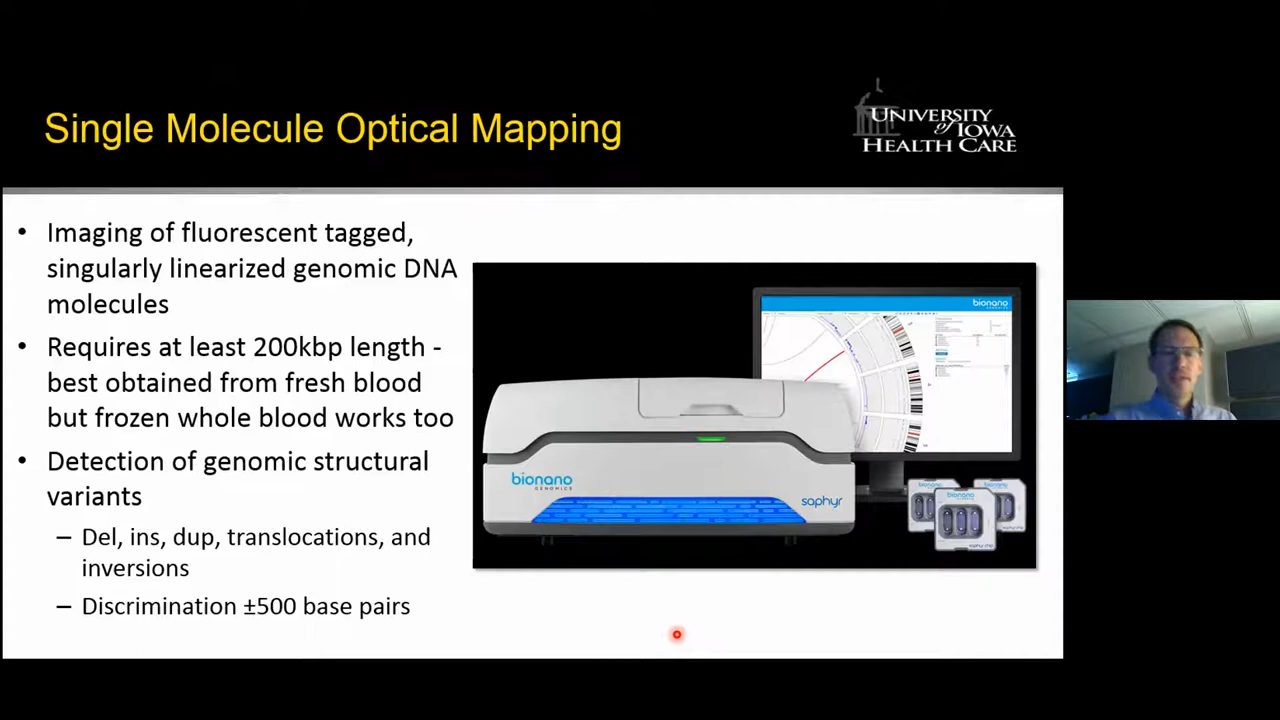 Single Molecule Optical Mapping
UNIVERSITY
of IOWA
HEALTH CARE
• Imaging of fluorescent tagged,
singularly linearized genomic DNA
molecules
• Requires at least 200kbp length -
best obtained from fresh blood
but frozen whole blood works too
• Detection of genomic structural
variants
– Del, ins, dup, translocations, and
inversions
– Discrimination ±500 base pairs
bionano
GENOMICS
bionano
GENOMICS
saphyr
bionano